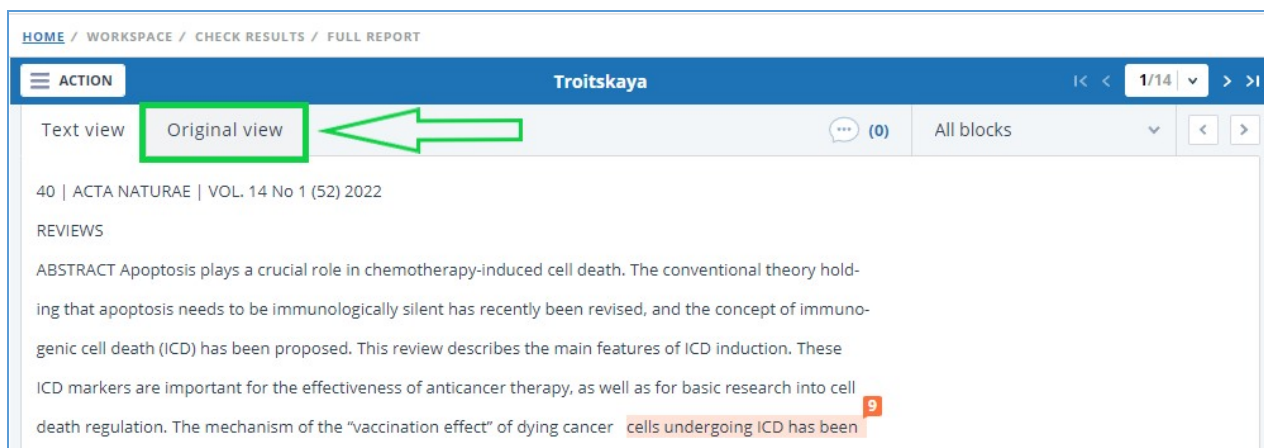 HOME / WORKSPACE / CHECK RESULTS / FULL REPORT
ACTION Troitskaya 1/14
Text view Original view (0) All blocks
40 | ACTA NATURAE | VOL. 14 No 1 (52) 2022
REVIEWS
ABSTRACT Apoptosis plays a crucial role in chemotherapy-induced cell death. The conventional theory hold-
ing that apoptosis needs to be immunologically silent has recently been revised, and the concept of immuno-
genic cell death (ICD) has been proposed. This review describes the main features of ICD induction. These
ICD markers are important for the effectiveness of anticancer therapy, as well as for basic research into cell
9
death regulation. The mechanism of the “vaccination effect” of dying cancer cells undergoing ICD has been